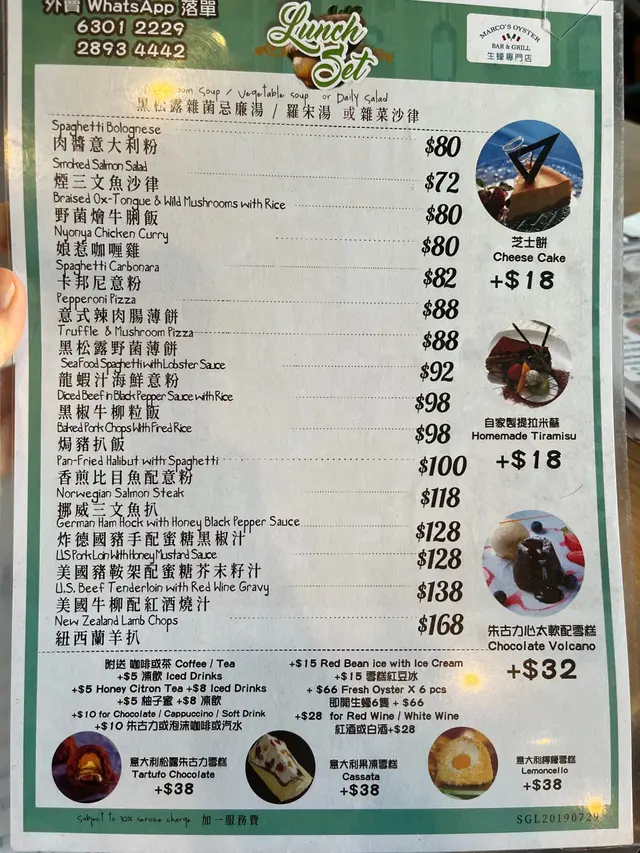 外賣 WhatsApp 落單
6301 2229
2893 4442
Lunch
Set
MARCO'S OYSTER
BAR & GRILL
生蠔專門店
Soup / Vegetable soup or Daily Salad
黑松露雜菌忌廉湯 / 羅宋湯 或雜菜沙律
Spaghetti Bolognese
肉醬意大利粉 $80
Smoked Salmon Salad
煙三文魚沙律 $72
Braised Ox-Tongue & Wild Mushrooms with Rice
野菌燴牛脷飯 $80
Nyonya Chicken Curry
娘惹咖喱雞 $80
Spaghetti Carbonara
卡邦尼意粉 $82
Pepperoni Pizza
意式辣肉腸薄餅 $88
Truffle & Mushroom Pizza
黑松露野菌薄餅 $88
SeaFood Spaghetti with Lobster Sauce
龍蝦汁海鮮意粉 $92
Diced Beef in Black Pepper Sauce with Rice
黑椒牛柳粒飯 $98
Baked Pork Chops With Fired Rice
焗豬扒飯 $98
Pan-Fried Halibut with Spaghetti
香煎比目魚配意粉 $100
Norwegian Salmon Steak
挪威三文魚扒 $118
German Ham Hock with Honey Black Pepper Sauce
炸德國豬手配蜜糖黑椒汁 $128
U.S Pork Loin With Honey Mustard Sauce
美國豬鞍架配蜜糖芥末籽汁 $128
U.S. Beef Tenderloin with Red Wine Gravy
美國牛柳配紅酒燒汁 $138
New Zealand Lamb Chops
紐西蘭羊扒 $168
芝士餅
Cheese Cake
+$18
自家製提拉米蘇
Homemade Tiramisu
+$18
朱古力心太軟配雪糕
Chocolate Volcano
+$32
附送 咖啡或茶 Coffee / Tea
+$5 凍飲 Iced Drinks
+$5 Honey Citron Tea +$8 Iced Drinks
+$5 柚子蜜 +$8 凍飲
+$10 for Chocolate / Cappuccino / Soft Drink
+$10 朱古力或泡沫咖啡或汽水
+$15 Red Bean ice with Ice Cream
+$15 雪糕紅豆冰
+ $66 Fresh Oyster X 6 pcs
即開生蠔6隻 + $66
+$28 for Red Wine / White Wine
紅酒或白酒+$28
意大利松露朱古力雪糕
Tartufo Chocolate
+$38
意大利果凍雪糕
Cassata
+$38
意大利檸檬雪糕
Lemoncello
+$38
Subject to 10% service charge 加一服務費
SGL20190729